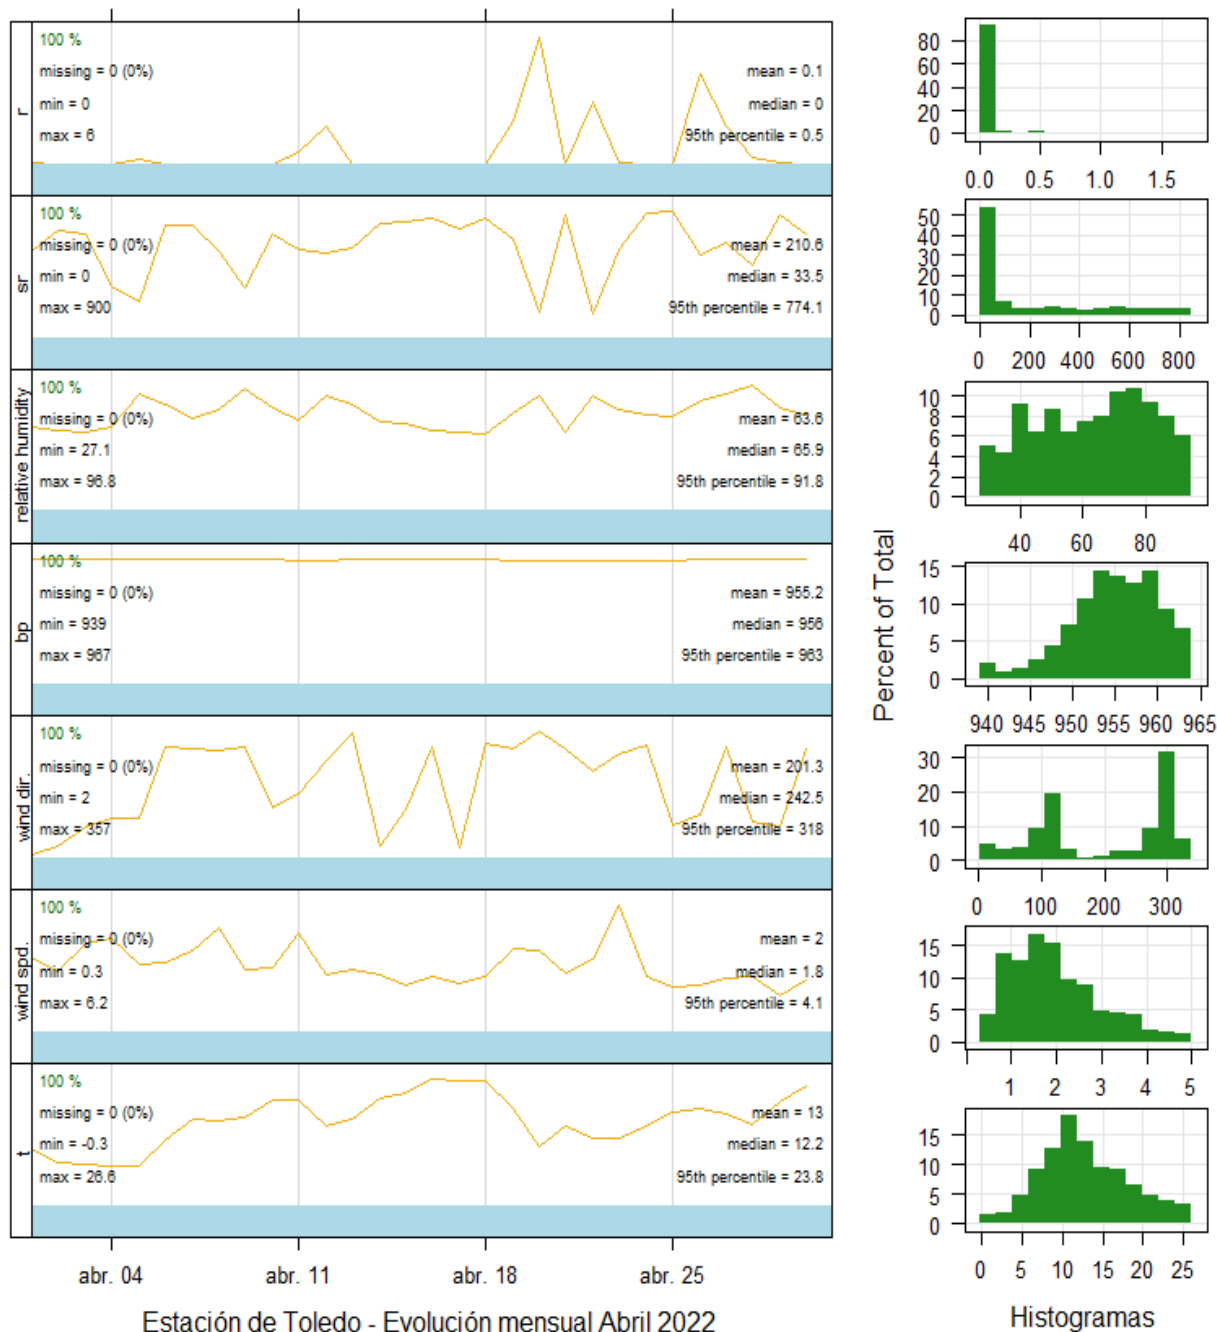 r
100 %
missing = 0 (0%)
min = 0
max = 6
mean = 0.1
median = 0
95th percentile = 0.5
sr
100 %
missing = 0 (0%)
min = 0
max = 900
mean = 210.6
median = 33.5
95th percentile = 774.1
relative humidity
100 %
missing = 0 (0%)
min = 27.1
max = 96.8
mean = 63.6
median = 65.9
95th percentile = 91.8
bp
100 %
missing = 0 (0%)
min = 939
max = 967
mean = 955.2
median = 956
95th percentile = 963
wind dir.
100 %
missing = 0 (0%)
min = 2
max = 357
mean = 201.3
median = 242.5
95th percentile = 318
wind spd.
100 %
missing = 0 (0%)
min = 0.3
max = 6.2
mean = 2
median = 1.8
95th percentile = 4.1
t
100 %
missing = 0 (0%)
min = -0.3
max = 26.6
mean = 13
median = 12.2
95th percentile = 23.8
abr. 04 abr. 11 abr. 18 abr. 25
Estación de Toledo - Evolución mensual Abril 2022
Percent of Total
80
60
40
20
0
0.0 0.5 1.0 1.5
50
40
30
20
10
0
0 200 400 600 800
10
8
6
4
2
0
40 60 80
15
10
5
0
940 945 950 955 960 965
30
20
10
0
0 100 200 300
15
10
5
0
1 2 3 4 5
15
10
5
0
0 5 10 15 20 25
Histogramas